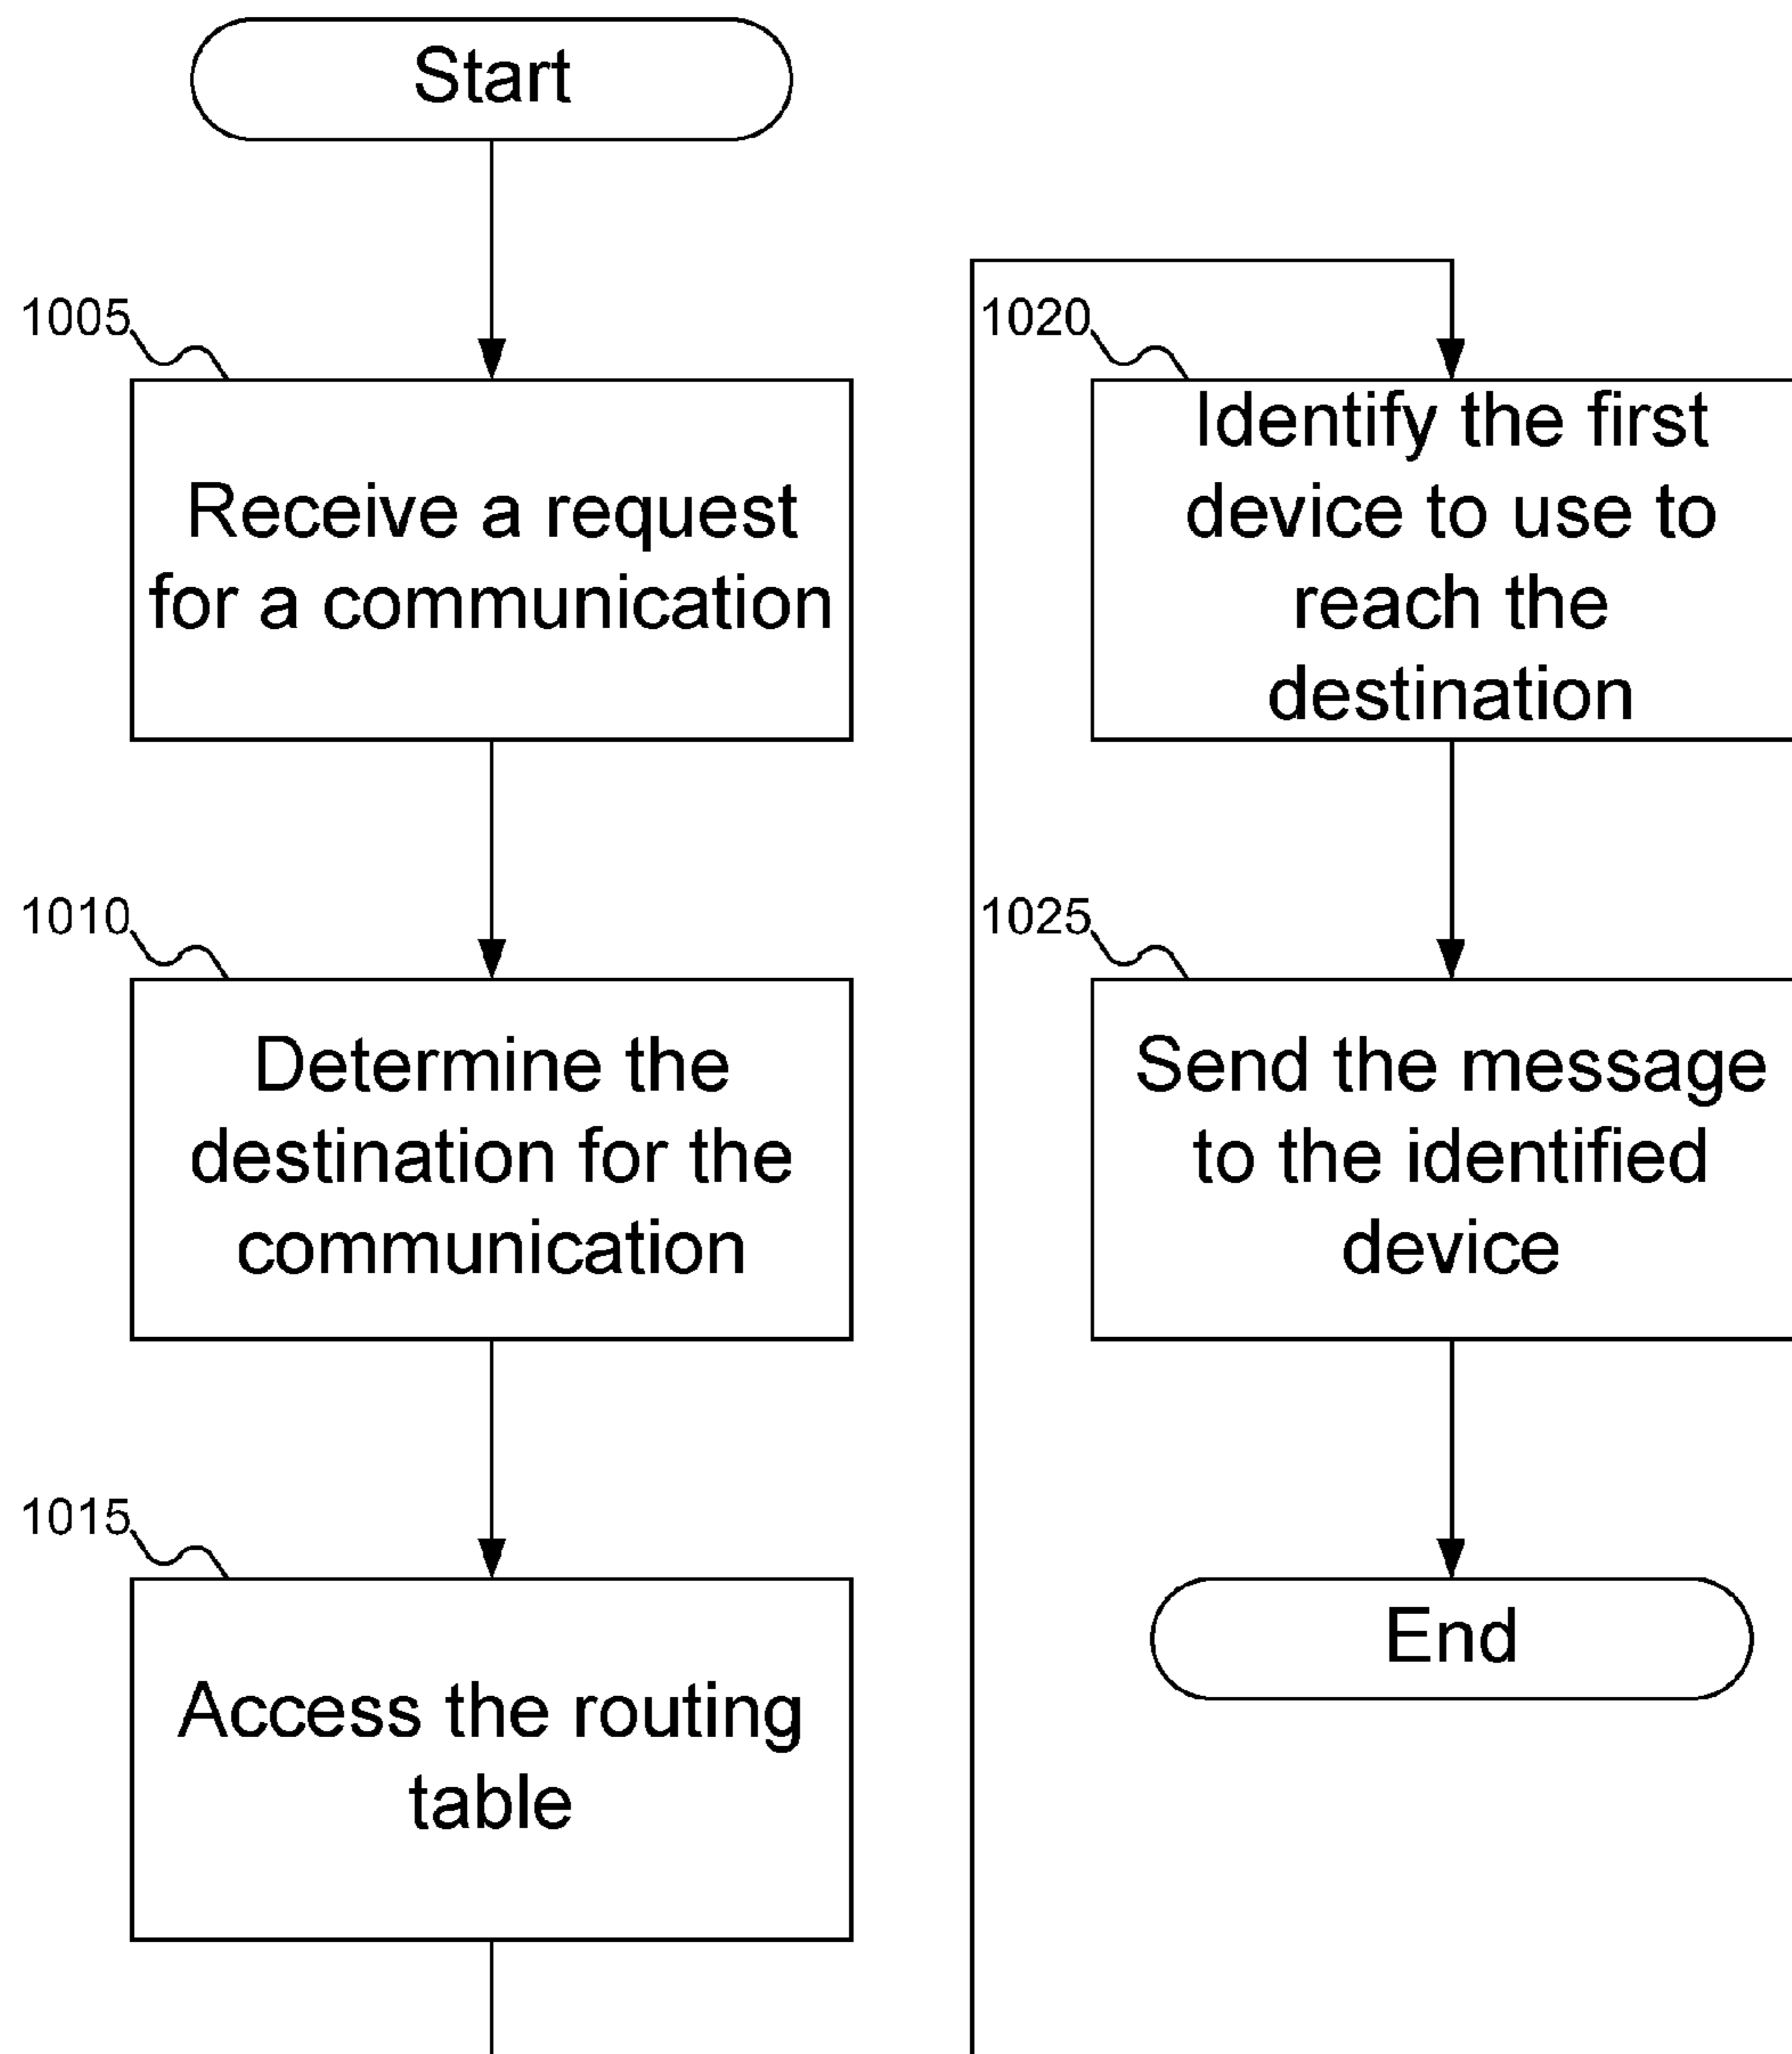 Start
1005
Receive a request
for a communication
1010
Determine the
destination for the
communication
1015
Access the routing
table
1020
Identify the first
device to use to
reach the
destination
1025
Send the message
to the identified
device
End